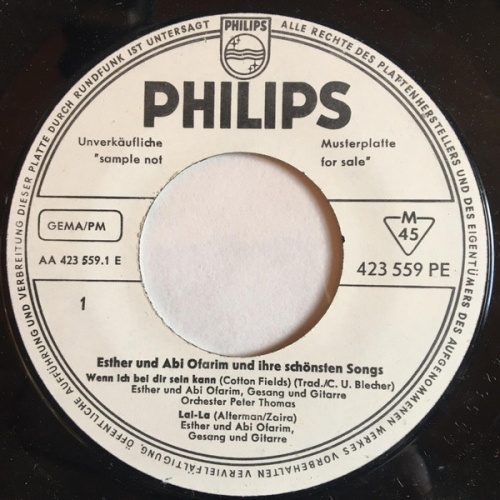 ALLE RECHTE DES PLATTENHERSTELLERS UND DES EIGENTÜMERS DES AUFGENOMMENEN WERKES VORBEHALTEN VERVIELFÄLTIGUNG, ÖFFENTLICHE AUFFÜHRUNG UND VERBREITUNG DIESER PLATTE DURCH RUNDFUNK IST UNTERSAGT
PHILIPS
PHILIPS
Unverkäufliche Musterplatte
"sample not for sale"
GEMA/PM
M
45
AA 423 559.1 E
423 559 PE
1
Esther und Abi Ofarim und ihre schönsten Songs
Wenn ich bei dir sein kann (Cotton Fields) (Trad./C. U. Blecher)
Esther und Abi Ofarim, Gesang und Gitarre
Orchester Peter Thomas
Lai-La (Alterman/Zaira)
Esther und Abi Ofarim,
Gesang und Gitarre